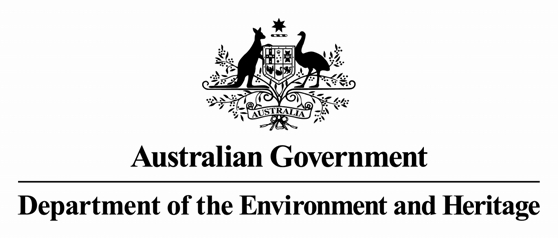 AUSTRALIA
Australian Government
Department of the Environment and Heritage